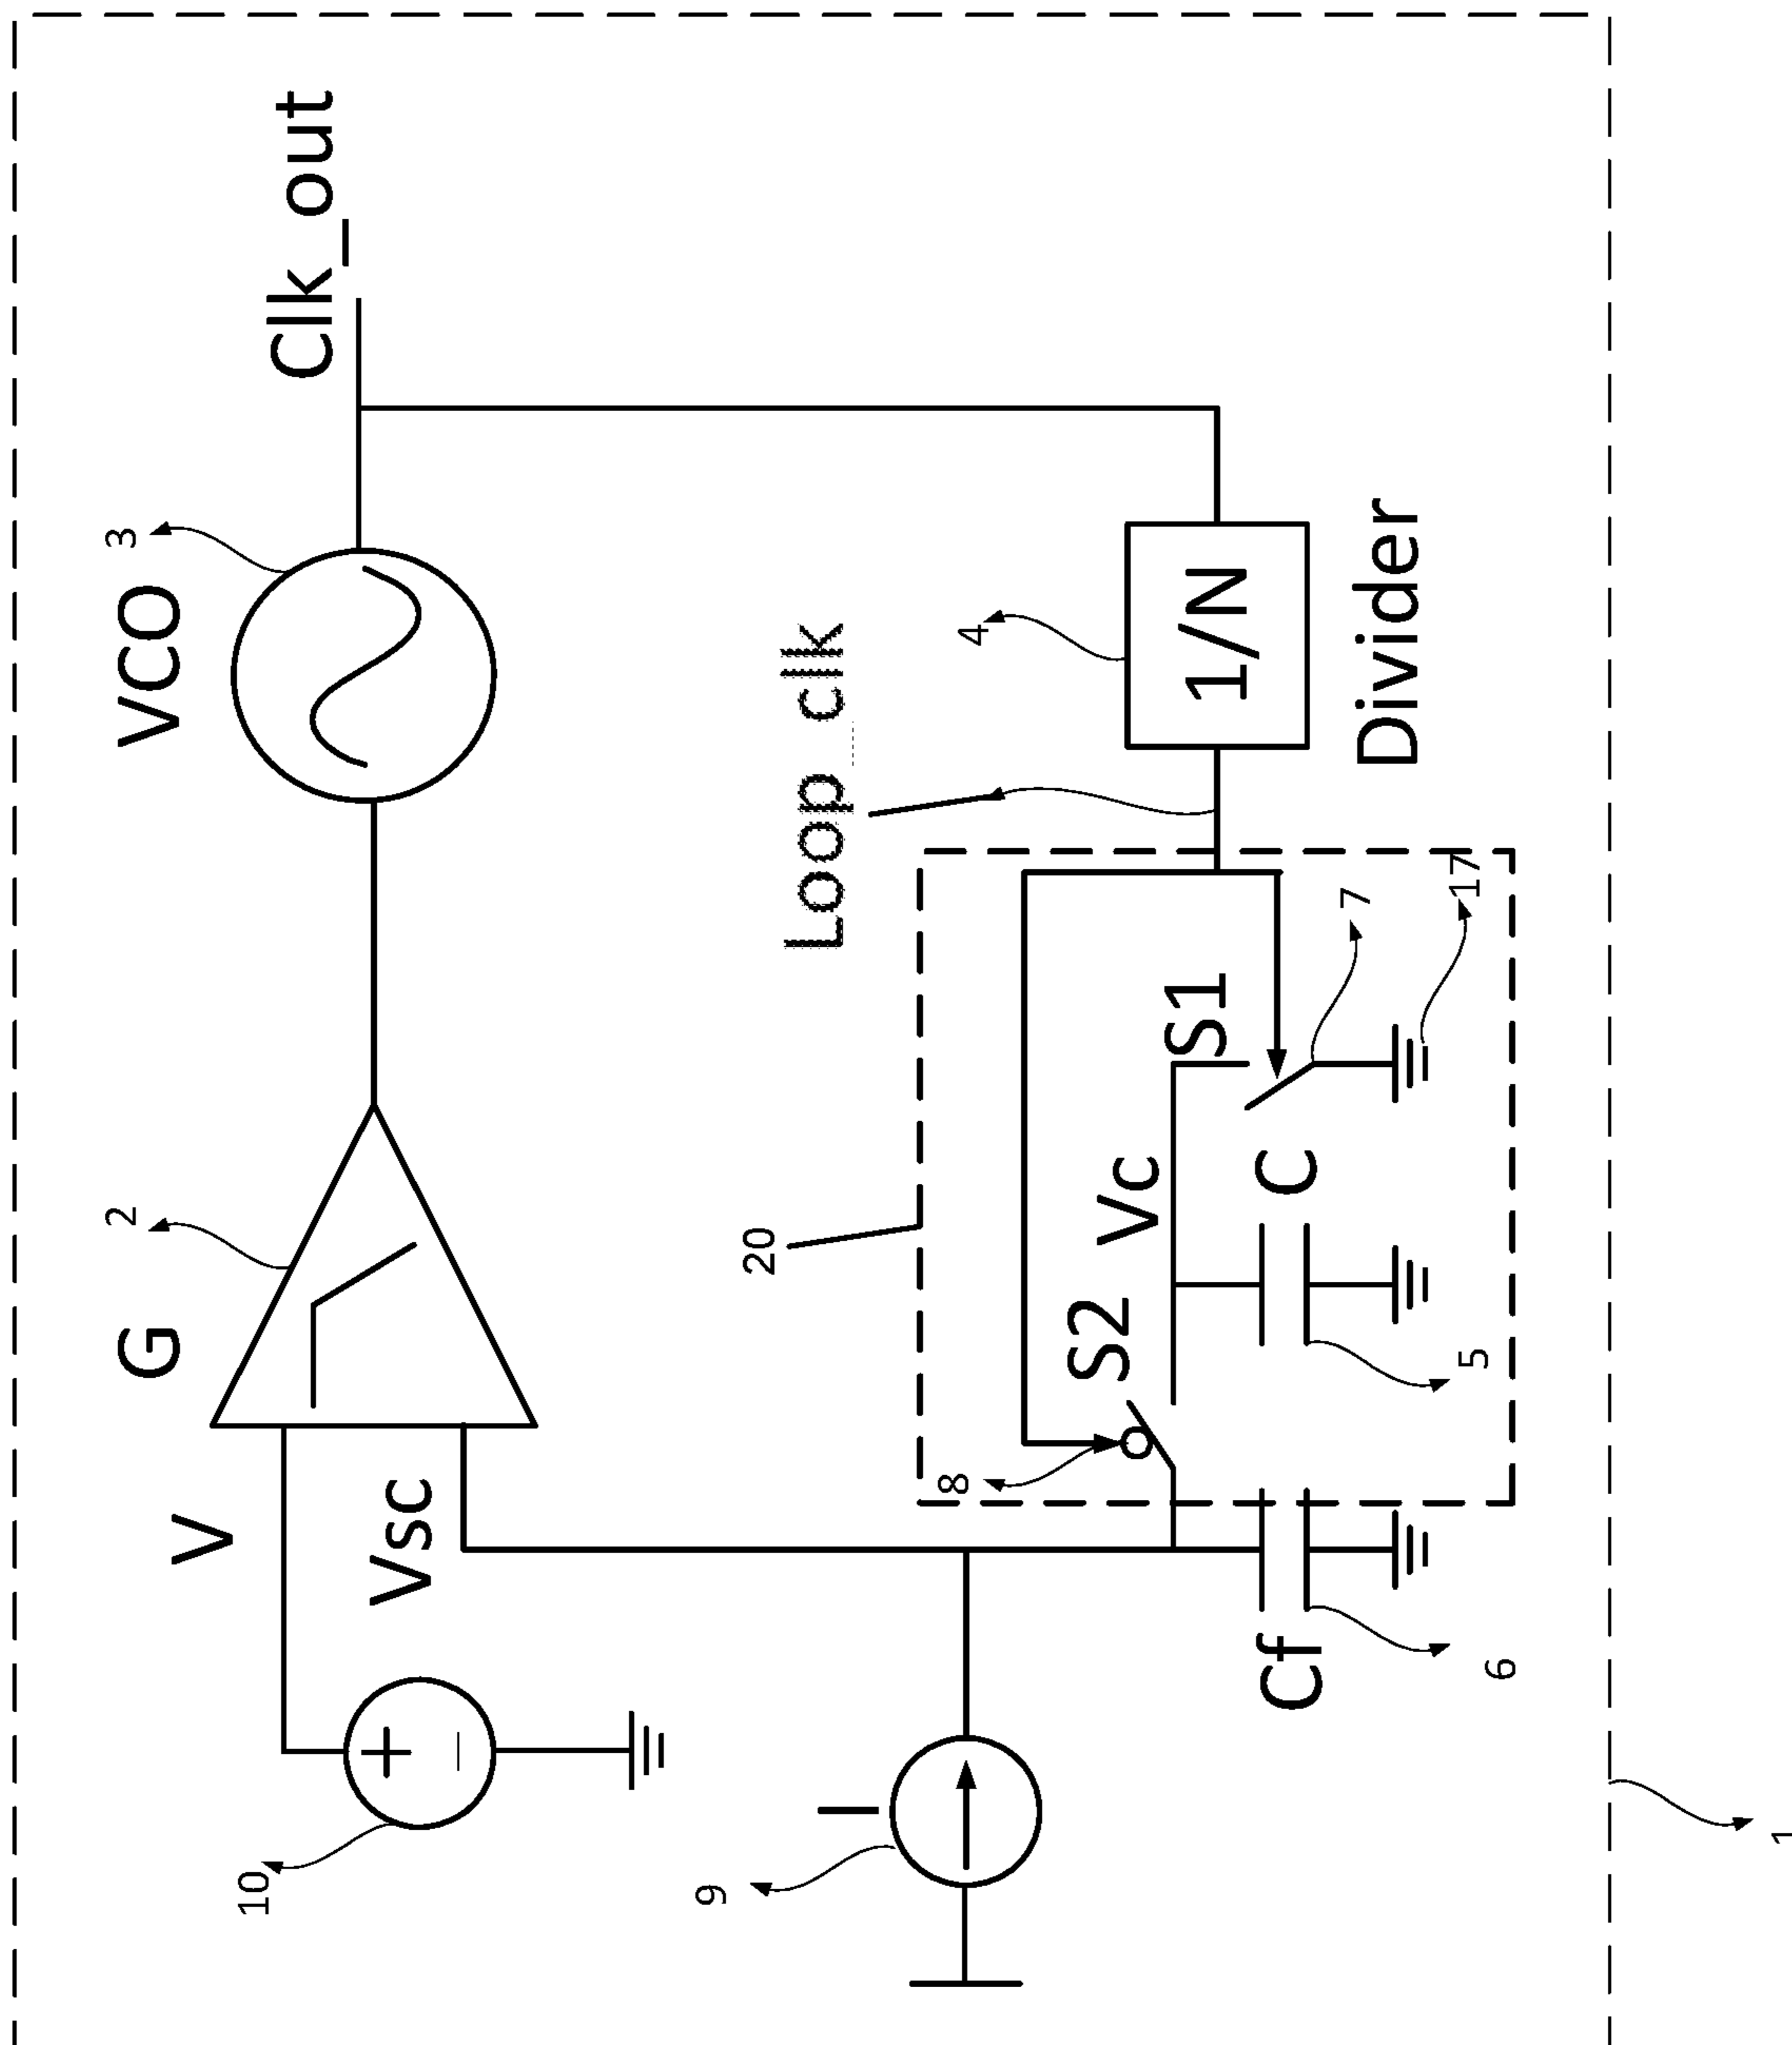 VCO
3
G
2
Clk_out
V
10
Vsc
Loop_clk
I
9
20
4
1/N
Divider
S2
8
Vc
S1
C
7
17
5
Cf
6
1